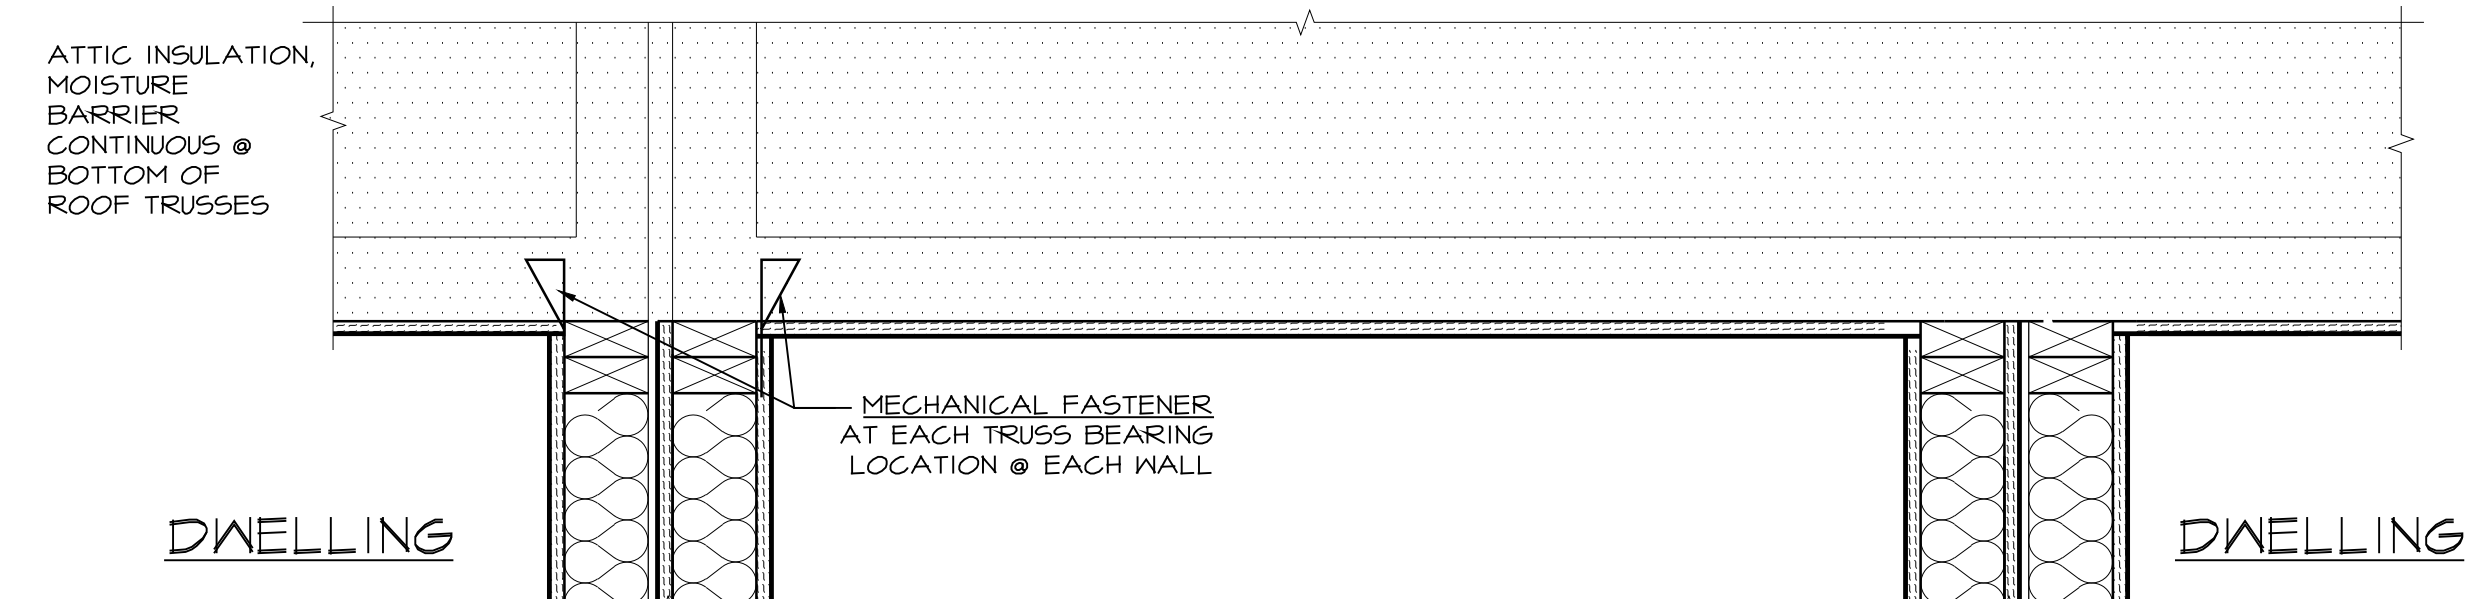 ATTIC INSULATION,
MOISTURE
BARRIER
CONTINUOUS @
BOTTOM OF
ROOF TRUSSES
MECHANICAL FASTENER
AT EACH TRUSS BEARING
LOCATION @ EACH WALL
DWELLING
DWELLING